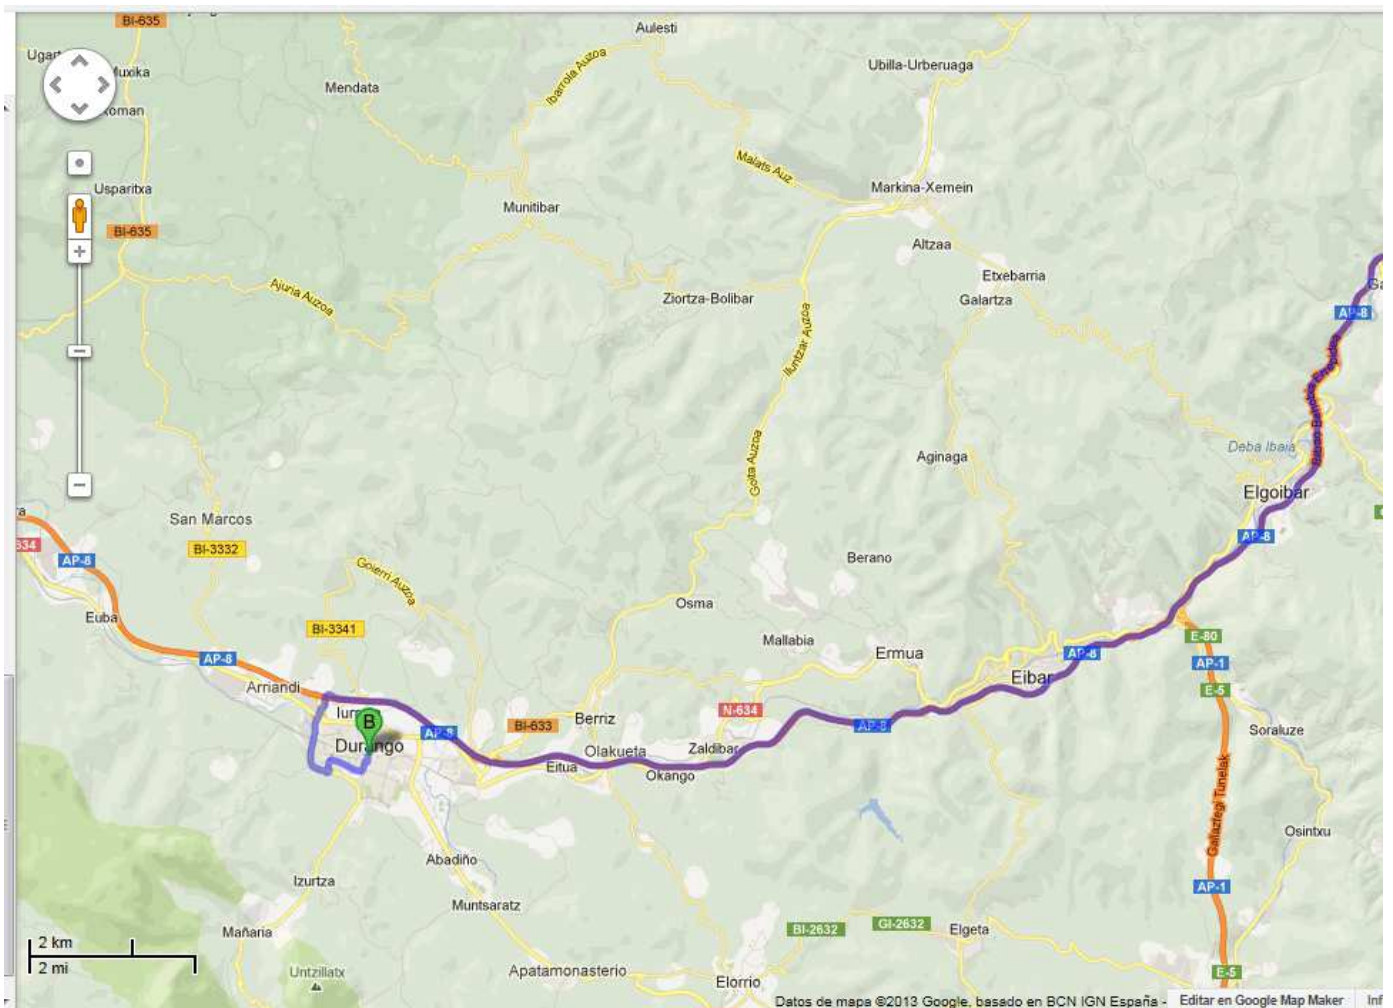 BI-635
Aulesti
Muxika
Ubilla-Urberuaga
Ibarrola Auzoa
Mendata
Malats Auz
Usparitxa
Markina-Xemein
Munitibar
BI-635
Altzaa
Etxebarria
Ajuria Auzoa
Ziortza-Bolibar
Galartza
AP-8
Iluntzar Auzoa
Deba Ibaia
Aginaga
Goita Auzoa
Elgoibar
San Marcos
AP-8
BI-3332
AP-8
Berano
Goierri Auzoa
Osma
Euba
BI-3341
E-80
Mallabia
Ermua
AP-8
AP-8
AP-1
Eibar
Arriandi
E-5
N-634
B
Berriz
BI-633
AP-8
AP-8
Soraluze
Durango
Olakueta
Zaldibar
Eitua
Okango
Osintxu
Abadiño
Izurtza
AP-1
Muntsaratz
GI-2632
BI-2632
Elgeta
Mañaria
2 km
2 mi
Untzillatx
Apatamonasterio
E-5
Elorrio
Datos de mapa ©2013 Google, basado en BCN IGN España -
Editar en Google Map Maker